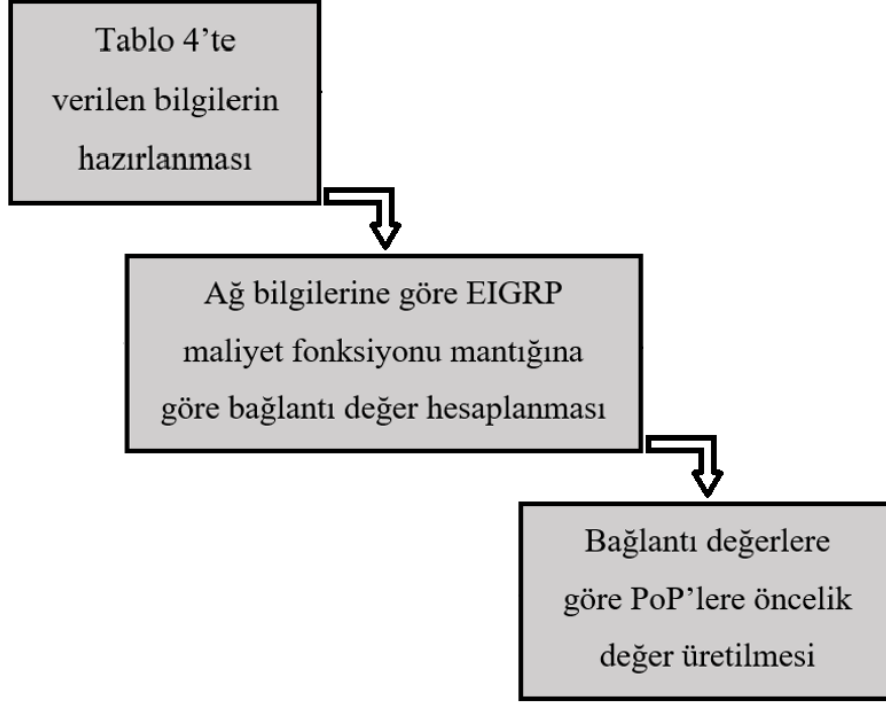 Tablo 4’te
verilen bilgilerin
hazırlanması
Ağ bilgilerine göre EIGRP
maliyet fonksiyonu mantığına
göre bağlantı değer hesaplanması
Bağlantı değerlere
göre PoP’lere öncelik
değer üretilmesi